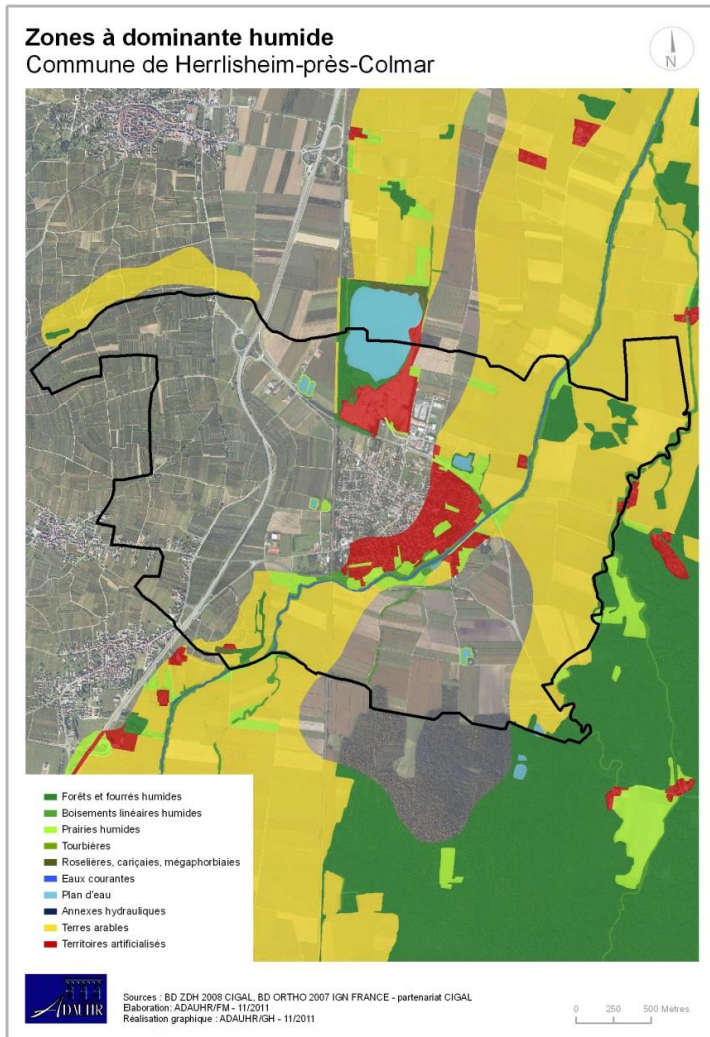 Zones à dominante humide
Commune de Herrlisheim-près-Colmar
N
Forêts et fourrés humides
Boisements linéaires humides
Prairies humides
Tourbières
Roselières, cariçaies, mégaphorbiaies
Eaux courantes
Plan d'eau
Annexes hydrauliques
Terres arables
Territoires artificialisés
ADAUHR
Sources : BD ZDH 2008 CIGAL, BD ORTHO 2007 IGN FRANCE - partenariat CIGAL
Elaboration: ADAUHR/FM - 11/2011
Réalisation graphique : ADAUHR/GH - 11/2011
0 250 500 Mètres